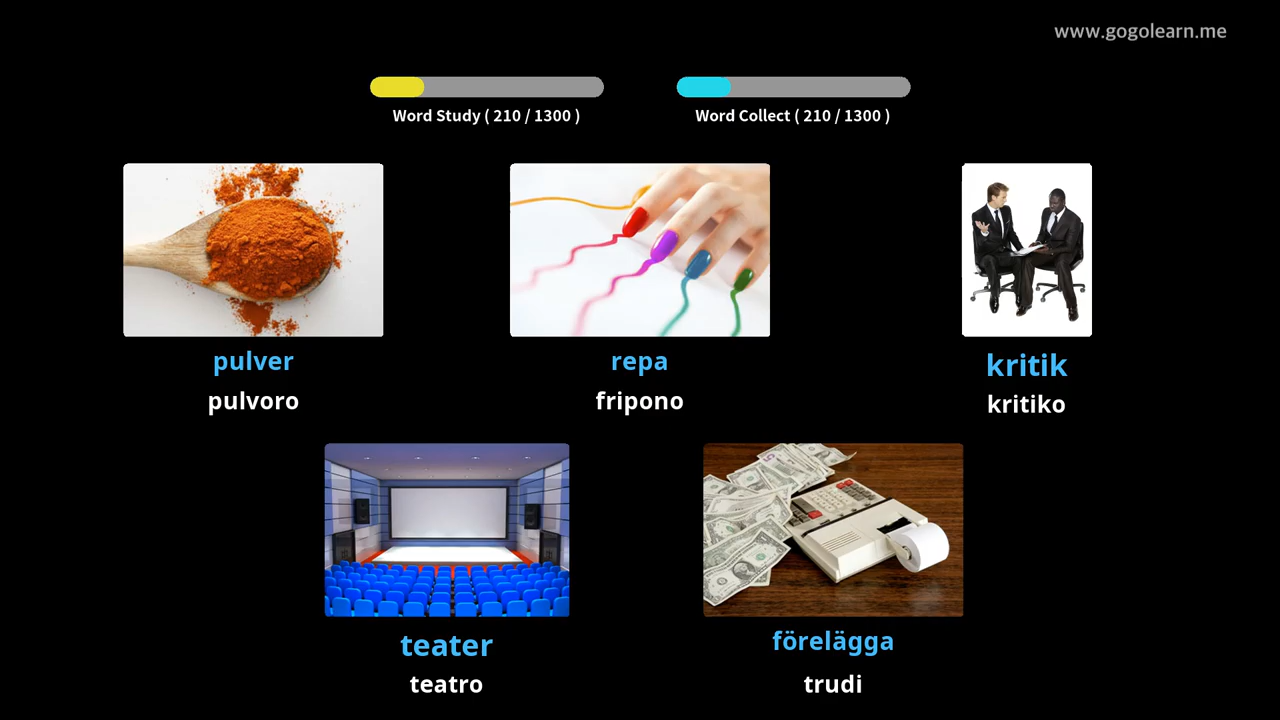 www.gogolearn.me
Word Study ( 210 / 1300 )
Word Collect ( 210 / 1300 )
pulver
pulvoro
repa
fripono
kritik
kritiko
teater
teatro
förelägga
trudi